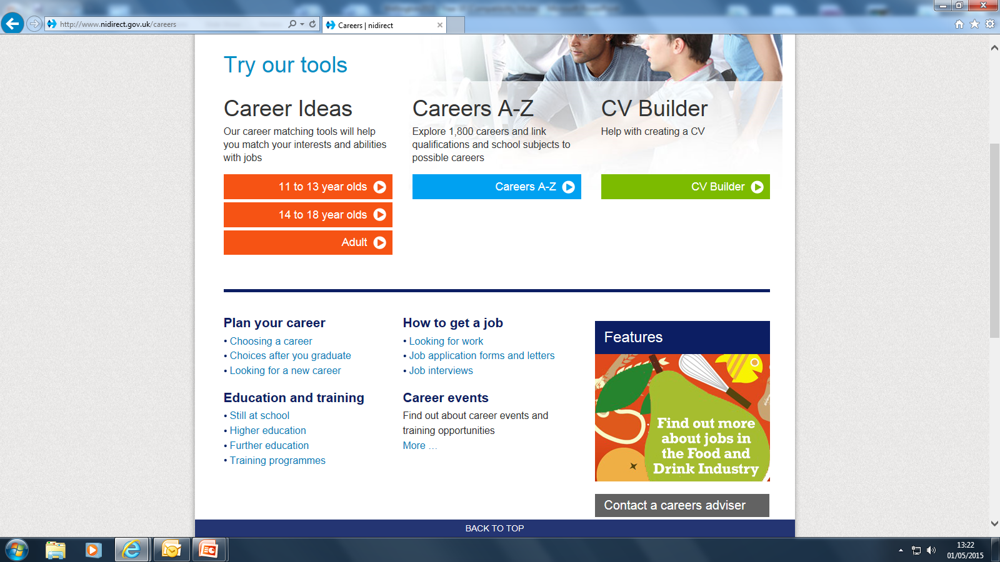 http://www.nidirect.gov.uk/careers
Careers | nidirect
Try our tools
Career Ideas
Our career matching tools will help
you match your interests and abilities
with jobs
11 to 13 year olds
14 to 18 year olds
Adult
Careers A-Z
Explore 1,800 careers and link
qualifications and school subjects to
possible careers
Careers A-Z
CV Builder
Help with creating a CV
CV Builder
Plan your career
• Choosing a career
• Choices after you graduate
• Looking for a new career
Education and training
• Still at school
• Higher education
• Further education
• Training programmes
How to get a job
• Looking for work
• Job application forms and letters
• Job interviews
Career events
Find out about career events and
training opportunities
More ...
Features
Find out more
about jobs in
the Food and
Drink Industry
Contact a careers adviser
BACK TO TOP
13:22
01/05/2015